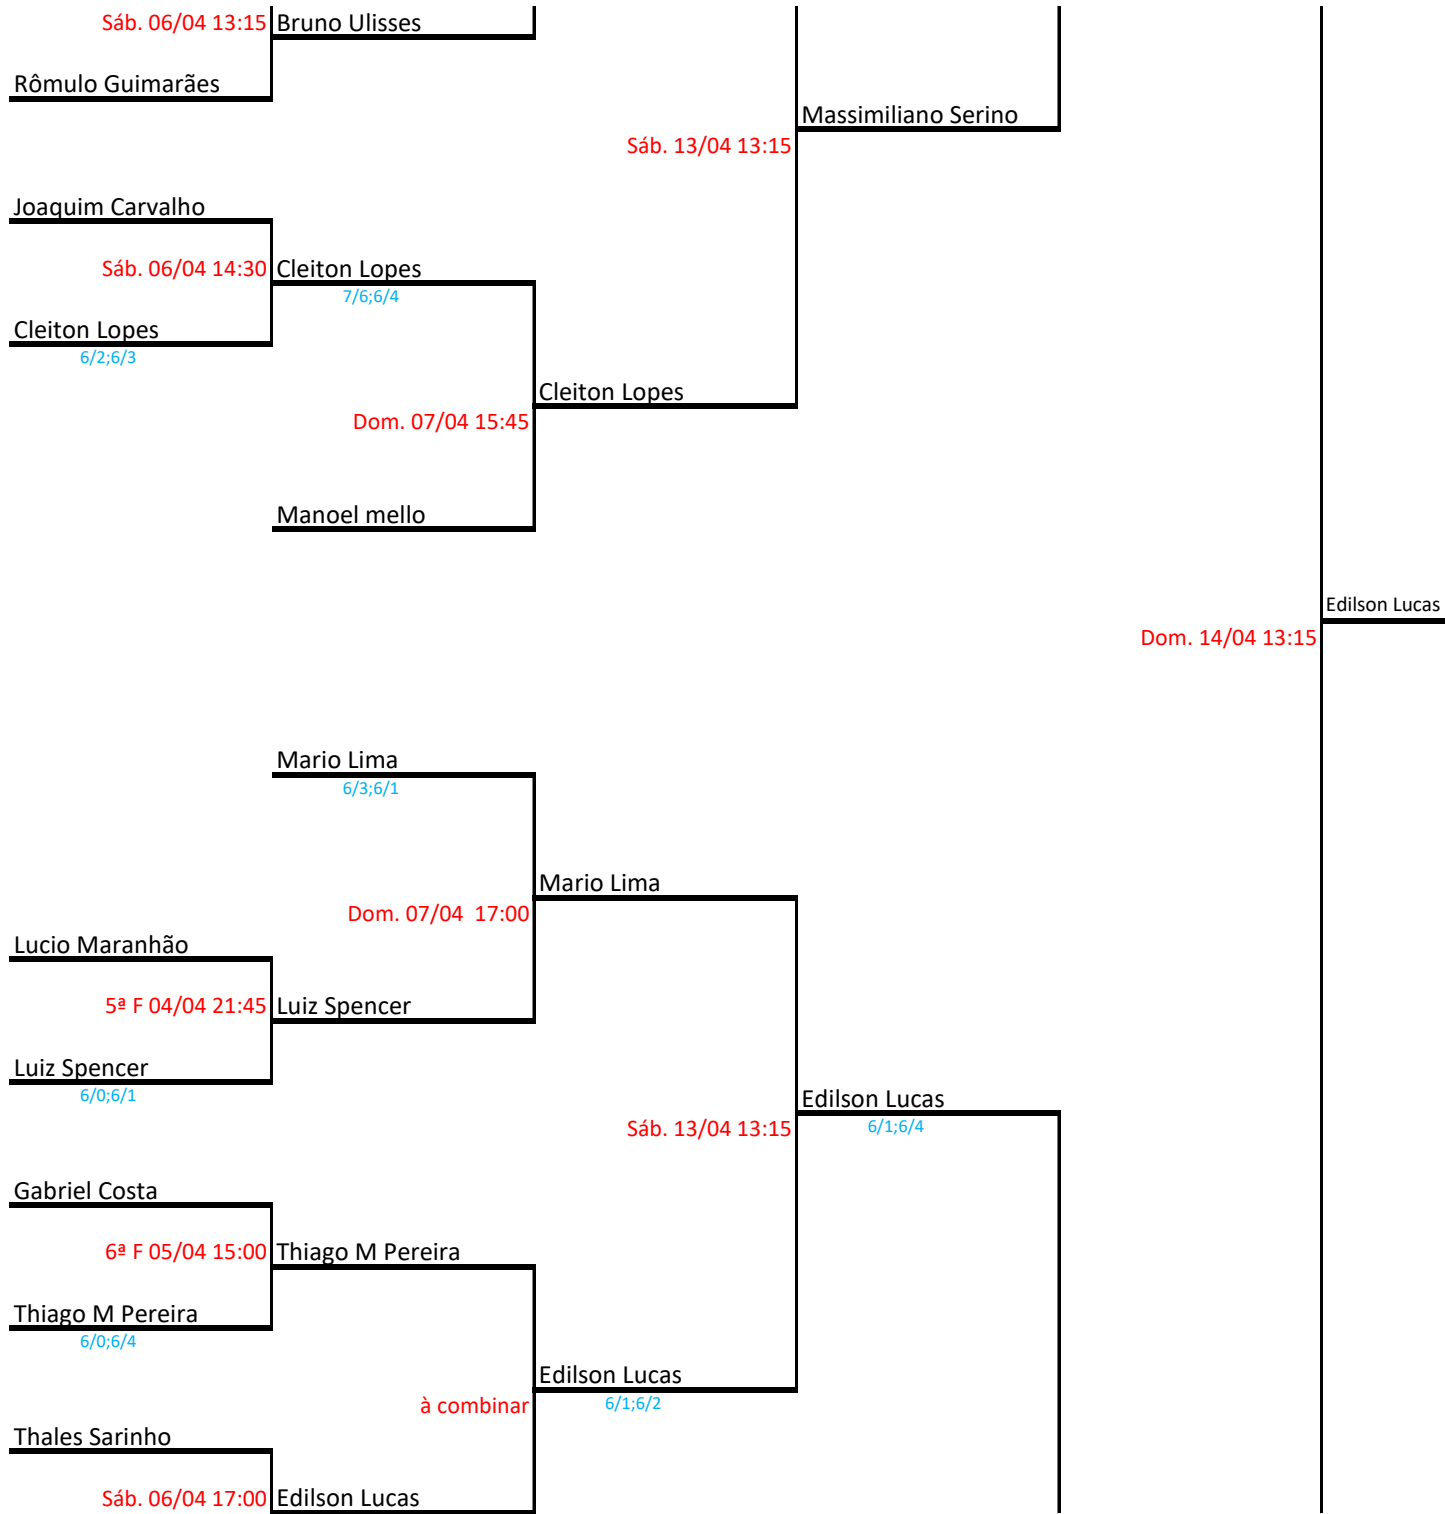 Sáb. 06/04 13:15 Bruno Ulisses
Rômulo Guimarães
Massimiliano Serino
Sáb. 13/04 13:15
Joaquim Carvalho
Sáb. 06/04 14:30 Cleiton Lopes
7/6;6/4
Cleiton Lopes
6/2;6/3
Cleiton Lopes
Dom. 07/04 15:45
Manoel mello
Edilson Lucas
Dom. 14/04 13:15
Mario Lima
6/3;6/1
Mario Lima
Dom. 07/04  17:00
Lucio Maranhão
5ª F 04/04 21:45 Luiz Spencer
Luiz Spencer
6/0;6/1
Edilson Lucas
Sáb. 13/04 13:15 6/1;6/4
Gabriel Costa
6ª F 05/04 15:00 Thiago M Pereira
Thiago M Pereira
6/0;6/4
Edilson Lucas
à combinar 6/1;6/2
Thales Sarinho
Sáb. 06/04 17:00 Edilson Lucas